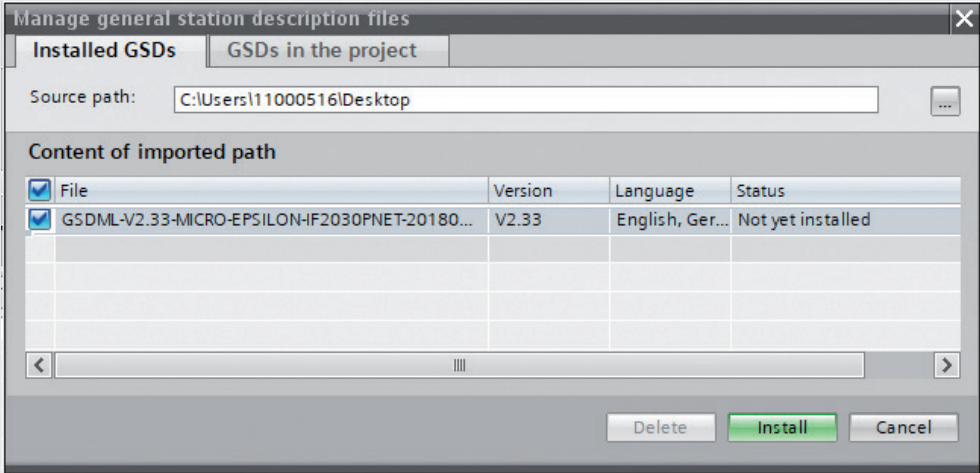 Manage general station description files
Installed GSDs GSDs in the project
Source path: C:\Users\11000516\Desktop ...
Content of imported path
File Version Language Status
GSDML-V2.33-MICRO-EPSILON-IF2030PNET-20180... V2.33 English, Ger... Not yet installed
Delete Install Cancel